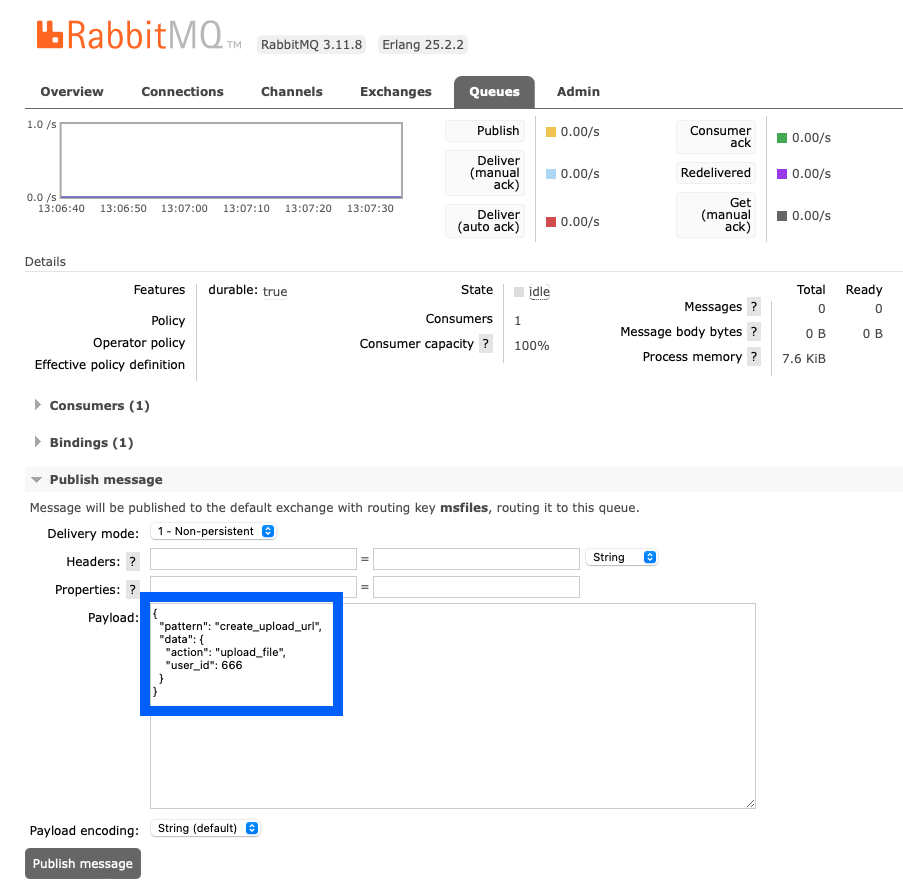 RabbitMQ TM RabbitMQ 3.11.8 Erlang 25.2.2
Overview Connections Channels Exchanges Queues Admin
1.0 /s
0.0 /s
13:06:40 13:06:50 13:07:00 13:07:10 13:07:20 13:07:30
Publish 0.00/s
Deliver
(manual
ack) 0.00/s
Deliver
(auto ack) 0.00/s
Consumer
ack 0.00/s
Redelivered 0.00/s
Get
(manual
ack) 0.00/s
Details
Features durable: true
Policy
Operator policy
Effective policy definition
State idle
Consumers 1
Consumer capacity ? 100%
Total Ready
Messages ? 0 0
Message body bytes ? 0 B 0 B
Process memory ? 7.6 KiB
Consumers (1)
Bindings (1)
Publish message
Message will be published to the default exchange with routing key msfiles, routing it to this queue.
Delivery mode: 1 - Non-persistent
Headers: ? = String
Properties: ? =
Payload:
{
"pattern": "create_upload_url",
"data": {
"action": "upload_file",
"user_id": 666
}
}
Payload encoding: String (default)
Publish message